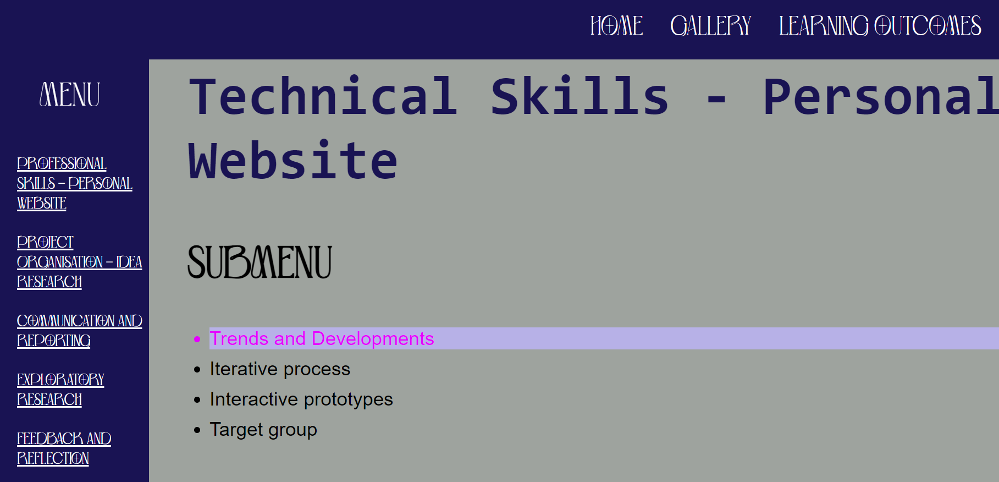 HOME GALLERY LEARNING OUTCOMES
MENU
PROFESSIONAL
SKILLS – PERSONAL
WEBSITE
PROJECT
ORGANISATION – IDEA
RESEARCH
COMMUNICATION AND
REPORTING
EXPLORATORY
RESEARCH
FEEDBACK AND
REFLECTION
Technical Skills - Personal
Website
SUBMENU
• Trends and Developments
• Iterative process
• Interactive prototypes
• Target group